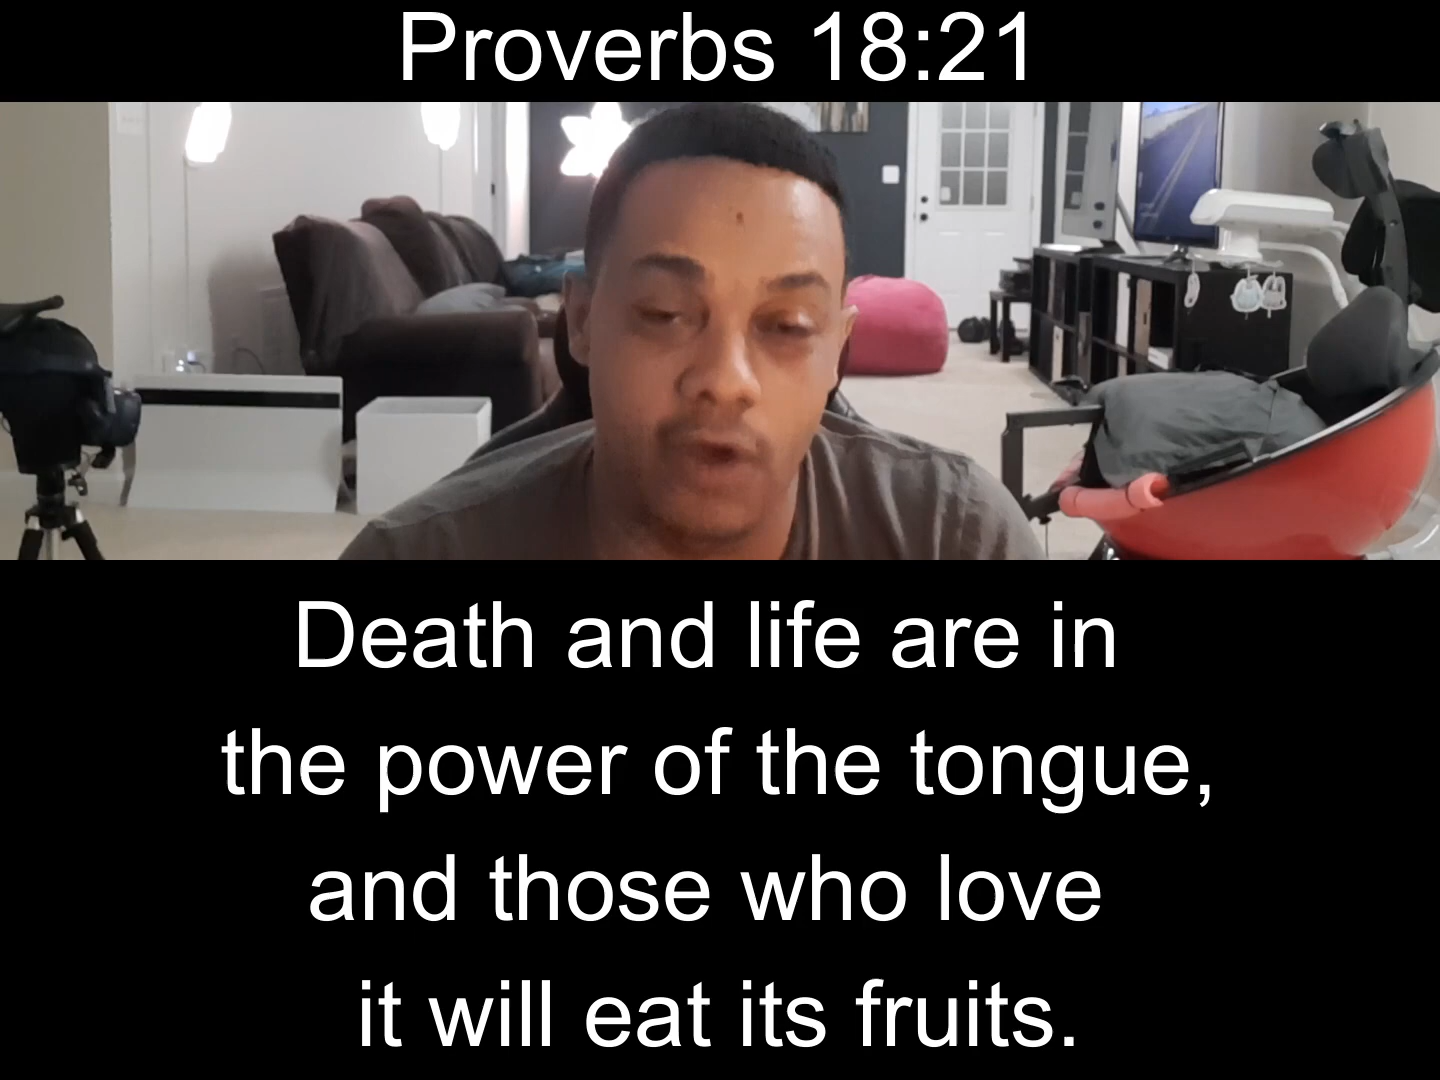 Proverbs 18:21
Death and life are in
the power of the tongue,
and those who love
it will eat its fruits.